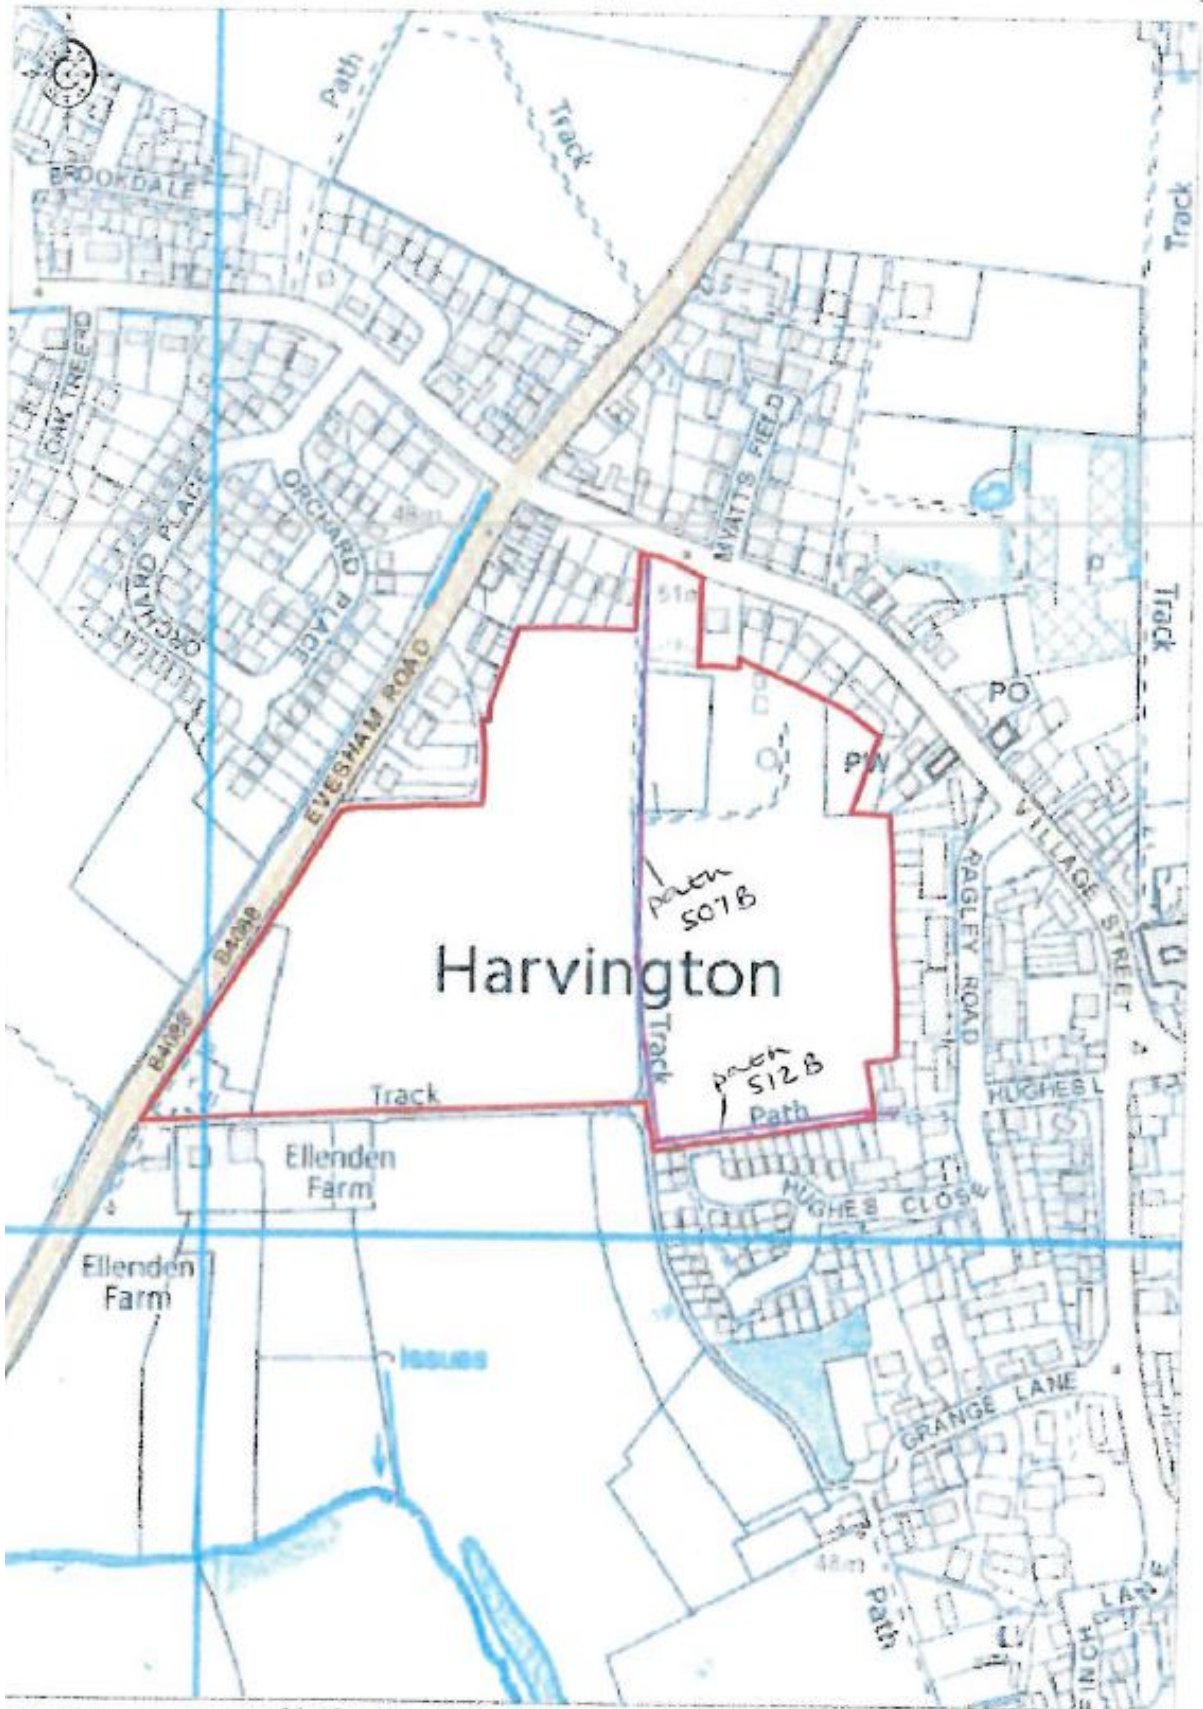 Path
Track
Track
BROOKDALE
OAK TREE RD
ORCHARD PLACE
ORCHARD
PLACE
48m
MYATTS FIELD
51m
Track
EVESHAM ROAD
PO
PW
VILLAGE STREET
RAGLEY ROAD
path
507B
B4088
Harvington
B4088
Track
path
512B
Track
Path
HUGHES L
Ellenden
Farm
HUGHES CLOSE
Ellenden
Farm
Issues
GRANGE LANE
48m
Path
LANE
FINCH